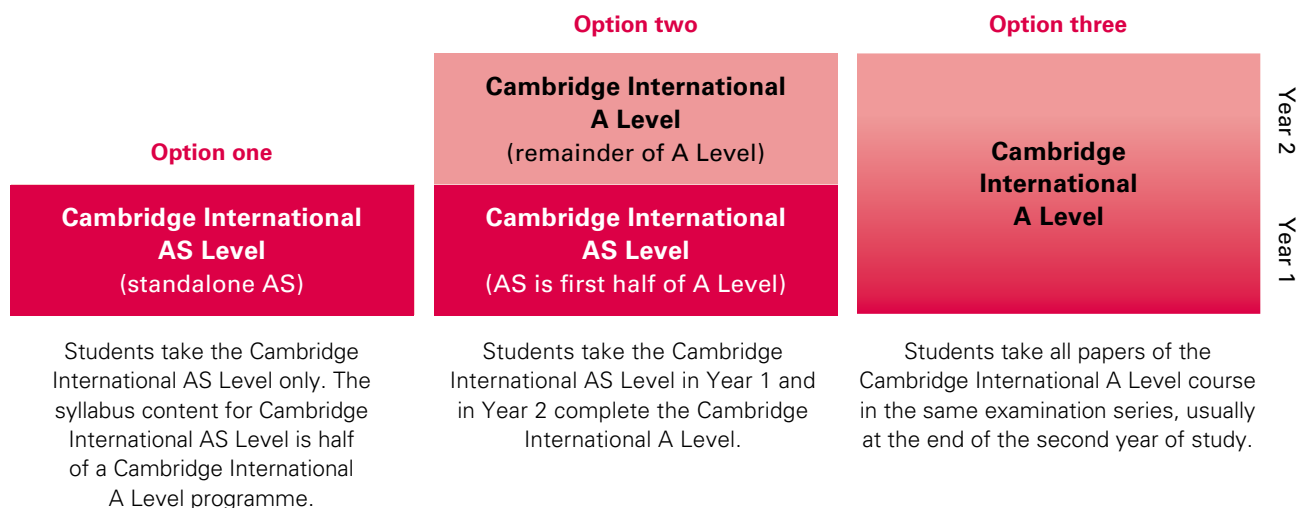 Option one
Cambridge International
AS Level
(standalone AS)
Students take the Cambridge
International AS Level only. The
syllabus content for Cambridge
International AS Level is half
of a Cambridge International
A Level programme.
Option two
Cambridge International
A Level
(remainder of A Level)
Cambridge International
AS Level
(AS is first half of A Level)
Students take the Cambridge
International AS Level in Year 1 and
in Year 2 complete the Cambridge
International A Level.
Option three
Cambridge
International
A Level
Students take all papers of the
Cambridge International A Level course
in the same examination series, usually
at the end of the second year of study.
Year 2
Year 1